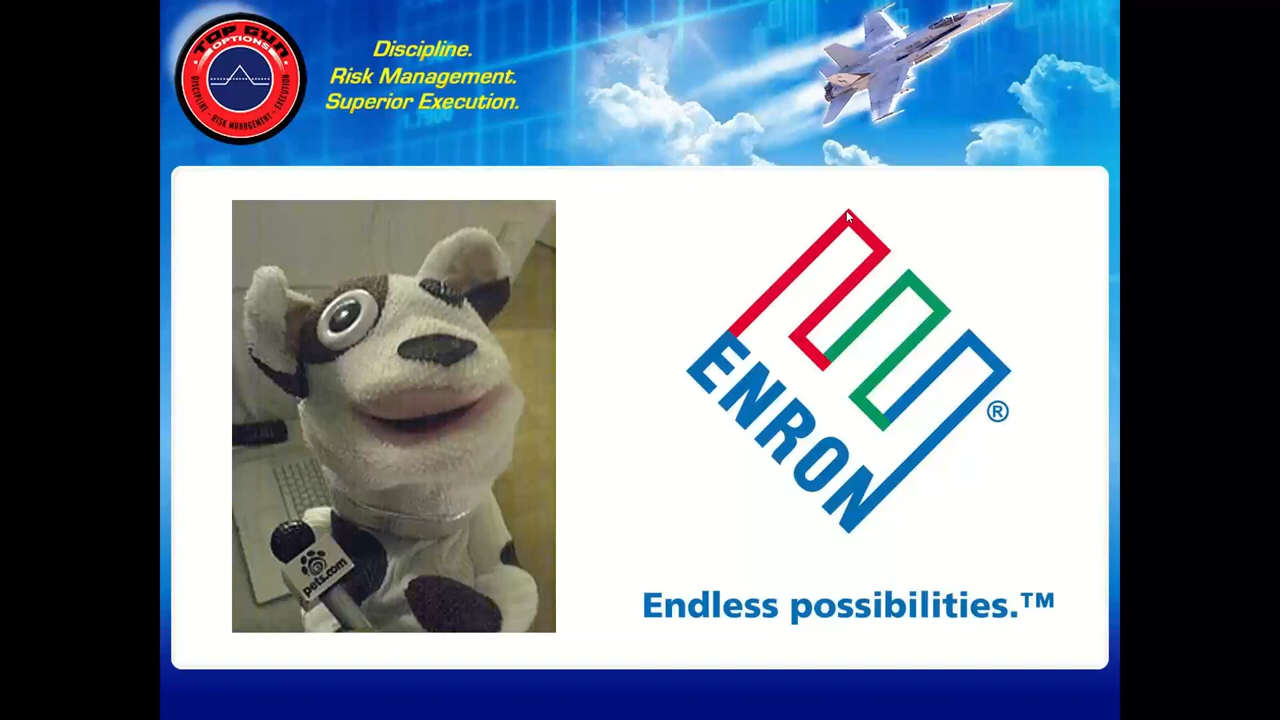 TOP GUN
OPTIONS
DISCIPLINE - RISK MANAGEMENT - EXECUTION
Discipline.
Risk Management.
Superior Execution.
pets.com
ENRON
®
Endless possibilities.™